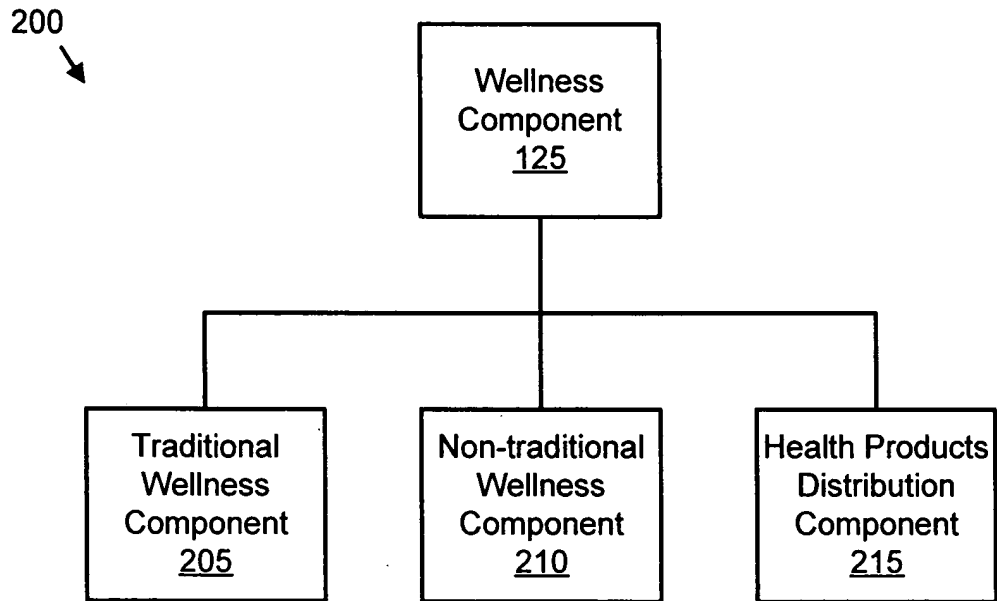 200
Wellness
Component
125
Traditional
Wellness
Component
205
Non-traditional
Wellness
Component
210
Health Products
Distribution
Component
215